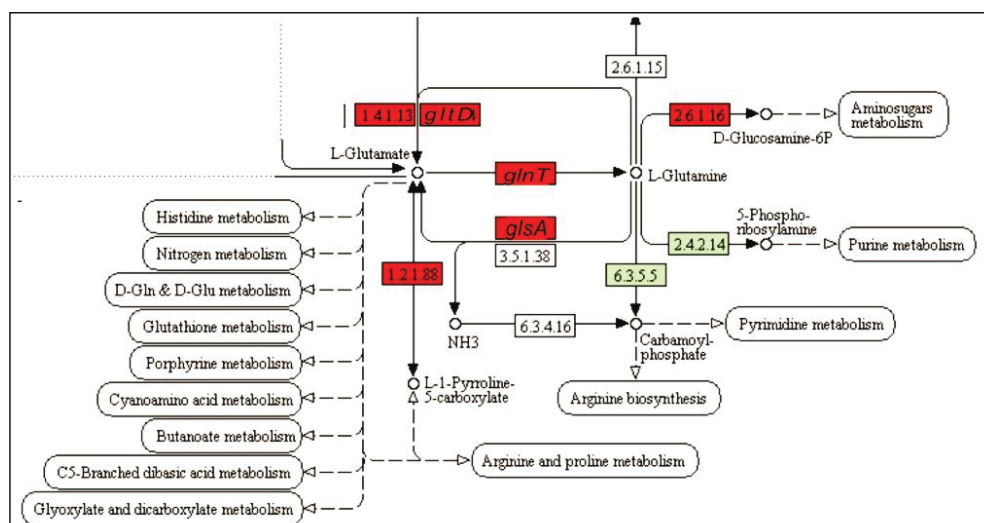 2.6.1.15
1.4.1.13
gltD
2.6.1.16
Aminosugars
metabolism
D-Glucosamine-6P
L-Glutamate
glnT
L-Glutamine
Histidine metabolism
glsA
5-Phospho-
ribosylamine
Nitrogen metabolism
3.5.1.38
2.4.2.14
Purine metabolism
1.2.1.88
6.3.5.5
D-Gln & D-Glu metabolism
Glutathione metabolism
6.3.4.16
Pyrimidine metabolism
NH3
Carbamoyl-
phosphate
Porphyrine metabolism
L-1-Pyrroline-
5-carboxylate
Cyanoamino acid metabolism
Arginine biosynthesis
Butanoate metabolism
Arginine and proline metabolism
C5-Branched dibasic acid metabolism
Glyoxylate and dicarboxylate metabolism